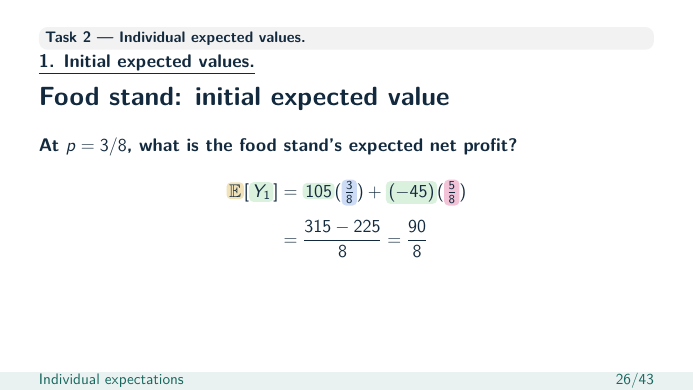 Task 2 — Individual expected values.
1. Initial expected values.
Food stand: initial expected value
At p = 3/8, what is the food stand's expected net profit?
𝔼[Y₁] = 105(3/8) + (−45)(5/8)
= (315 − 225)/8 = 90/8
Individual expectations 26/43